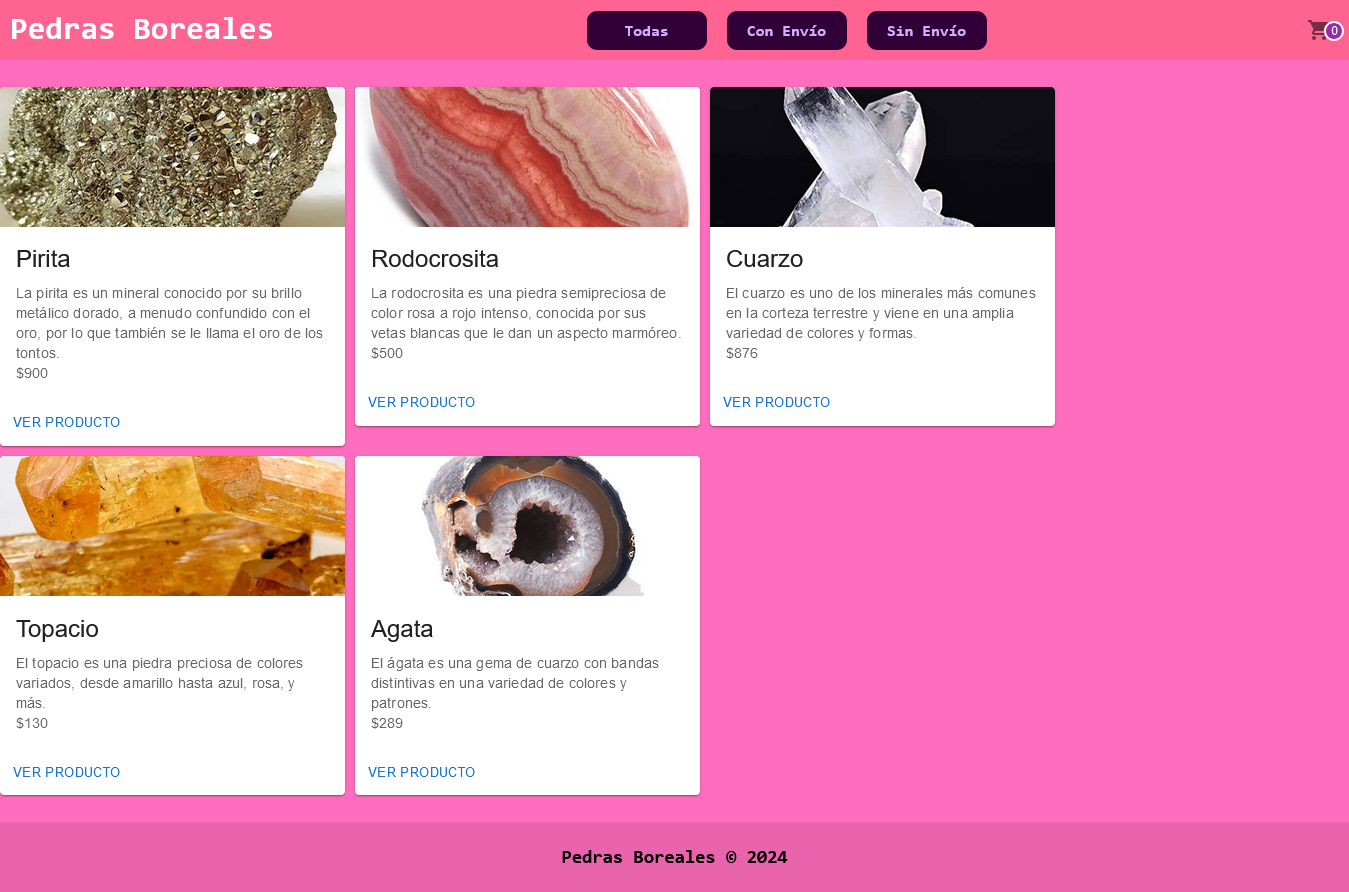 Pedras Boreales
Todas
Con Envío
Sin Envío
0
Pirita
La pirita es un mineral conocido por su brillo
metálico dorado, a menudo confundido con el
oro, por lo que también se le llama el oro de los
tontos.
$900
VER PRODUCTO
Rodocrosita
La rodocrosita es una piedra semipreciosa de
color rosa a rojo intenso, conocida por sus
vetas blancas que le dan un aspecto marmóreo.
$500
VER PRODUCTO
Cuarzo
El cuarzo es uno de los minerales más comunes
en la corteza terrestre y viene en una amplia
variedad de colores y formas.
$876
VER PRODUCTO
Topacio
El topacio es una piedra preciosa de colores
variados, desde amarillo hasta azul, rosa, y
más.
$130
VER PRODUCTO
Agata
El ágata es una gema de cuarzo con bandas
distintivas en una variedad de colores y
patrones.
$289
VER PRODUCTO
Pedras Boreales © 2024